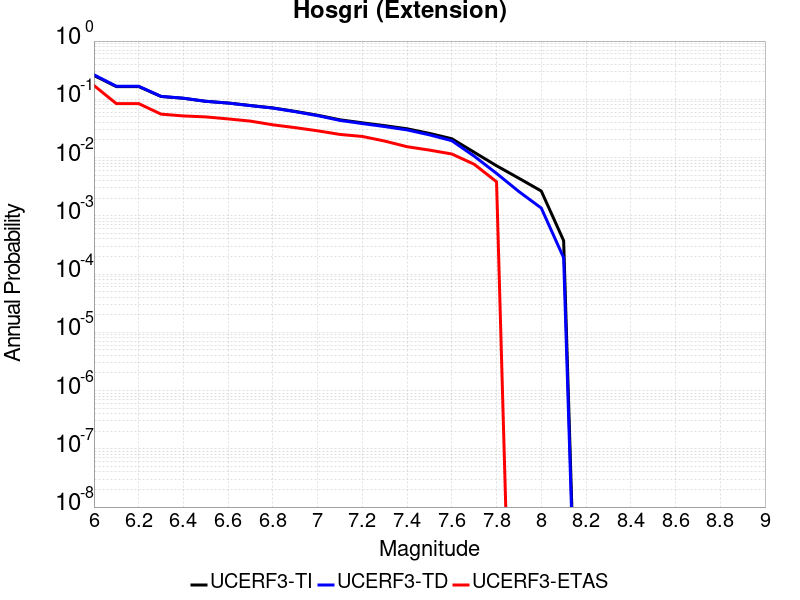 Hosgri (Extension)
10^0
10^-1
10^-2
10^-3
10^-4
10^-5
10^-6
10^-7
10^-8
Annual Probability
6 6.2 6.4 6.6 6.8 7 7.2 7.4 7.6 7.8 8 8.2 8.4 8.6 8.8 9
Magnitude
UCERF3-TI UCERF3-TD UCERF3-ETAS